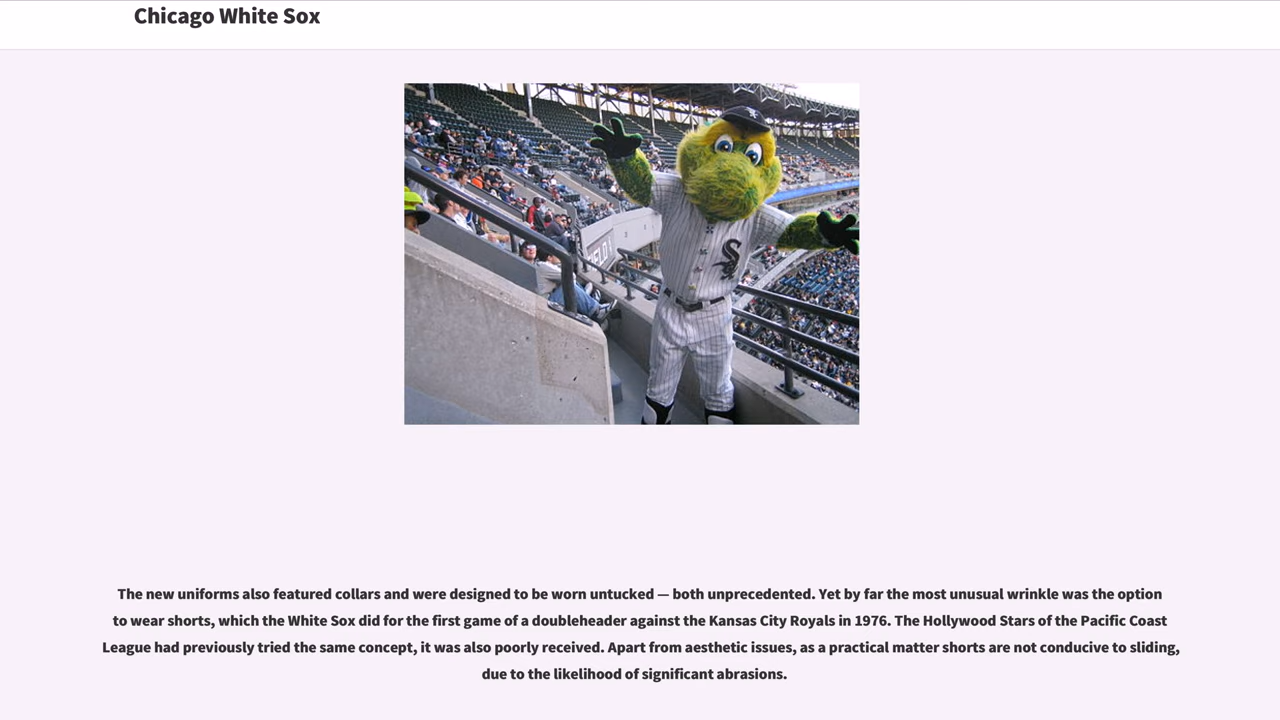 Chicago White Sox
The new uniforms also featured collars and were designed to be worn untucked — both unprecedented. Yet by far the most unusual wrinkle was the option
to wear shorts, which the White Sox did for the first game of a doubleheader against the Kansas City Royals in 1976. The Hollywood Stars of the Pacific Coast
League had previously tried the same concept, it was also poorly received. Apart from aesthetic issues, as a practical matter shorts are not conducive to sliding,
due to the likelihood of significant abrasions.